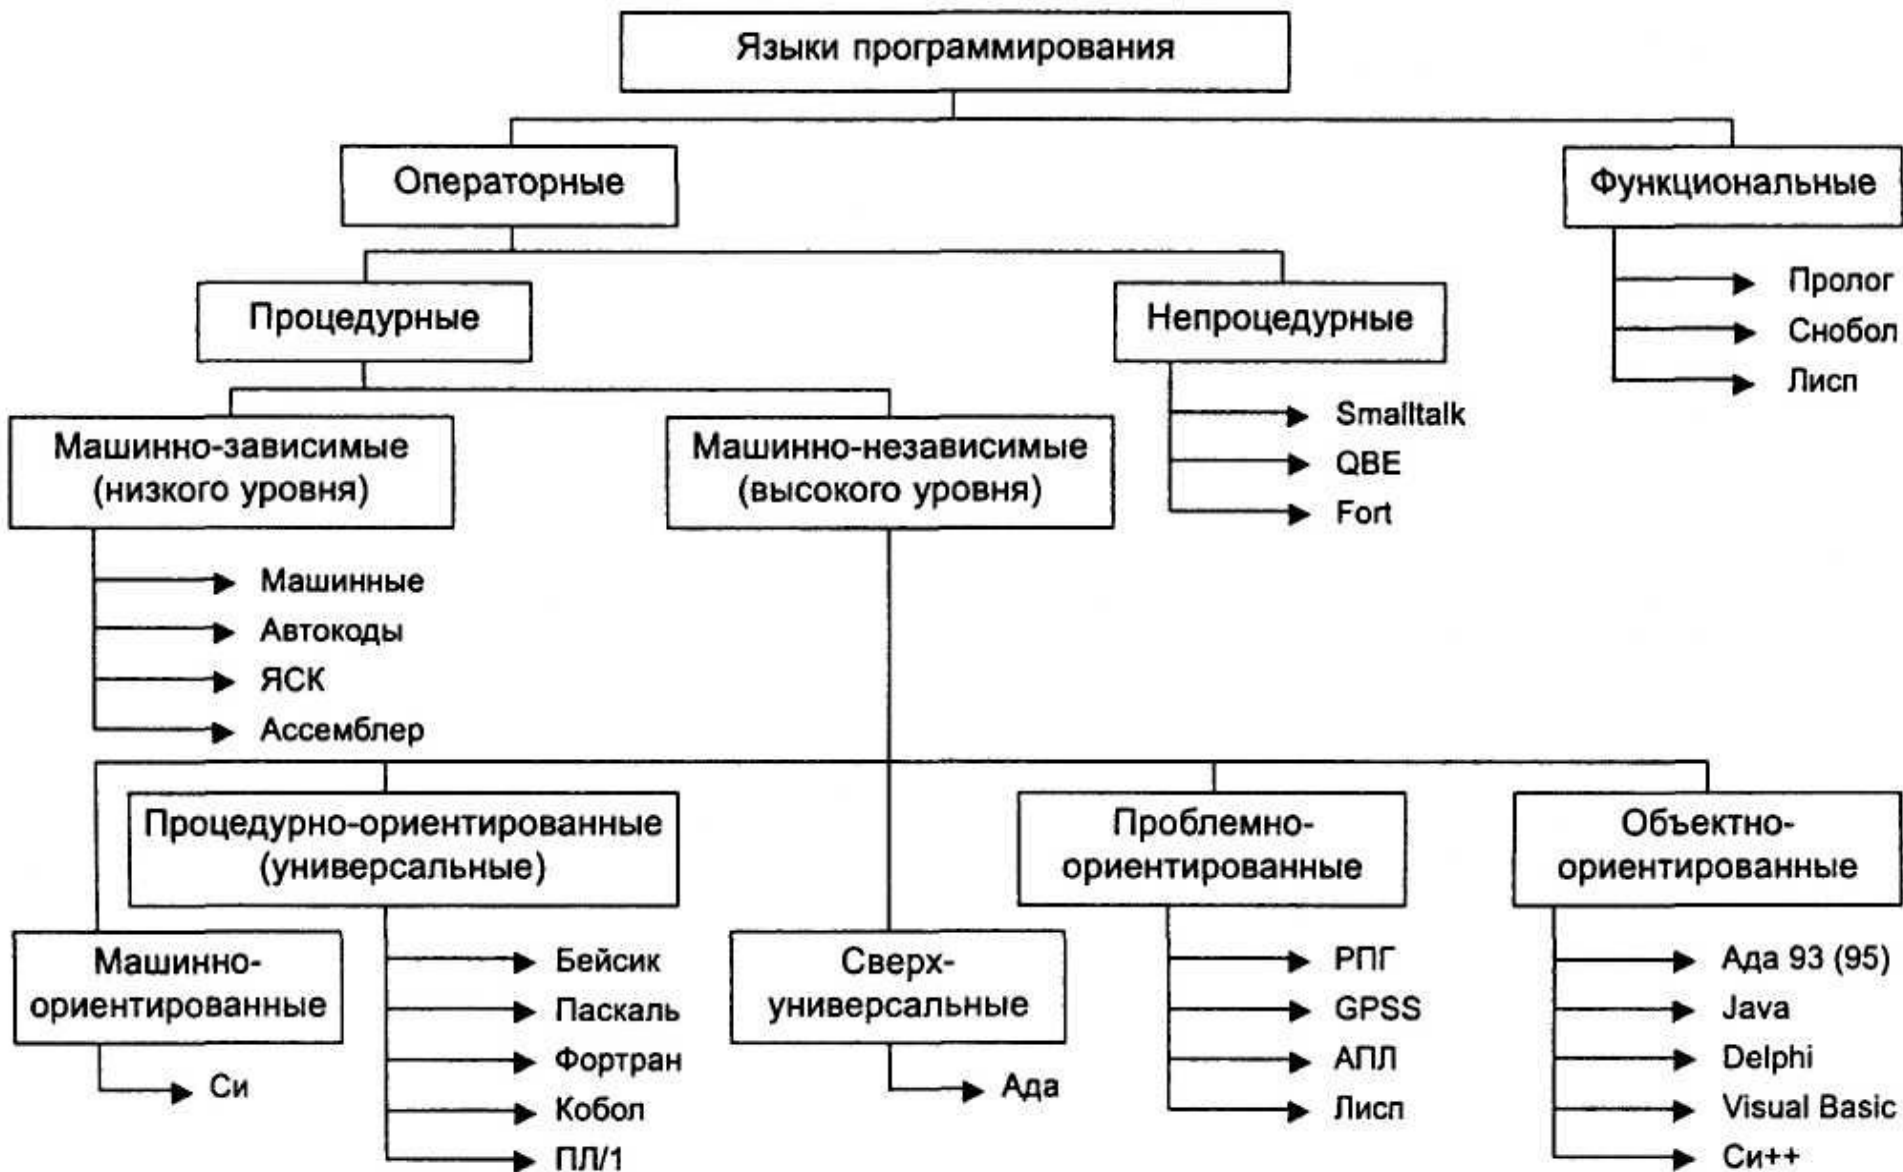 Языки программирования
Операторные
Функциональные
Пролог
Снобол
Лисп
Процедурные
Непроцедурные
Smalltalk
QBE
Fort
Машинно-зависимые
(низкого уровня)
Машинно-независимые
(высокого уровня)
Машинные
Автокоды
ЯСК
Ассемблер
Процедурно-ориентированные
(универсальные)
Проблемно-
ориентированные
Объектно-
ориентированные
Машинно-
ориентированные
Си
Бейсик
Паскаль
Фортран
Кобол
ПЛ/1
Сверх-
универсальные
Ада
РПГ
GPSS
АПЛ
Лисп
Ада 93 (95)
Java
Delphi
Visual Basic
Си++